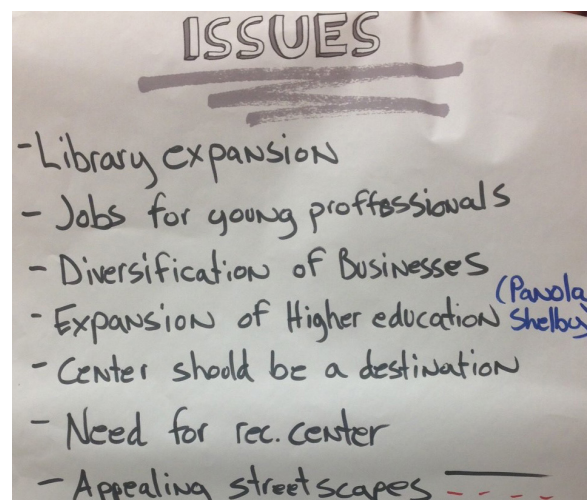 ISSUES
- Library expansion
- Jobs for young proffessionals
- Diversification of Businesses
- Expansion of Higher education (Panola Shelby
- Center should be a destination
- Need for rec. center
- Appealing streetscapes